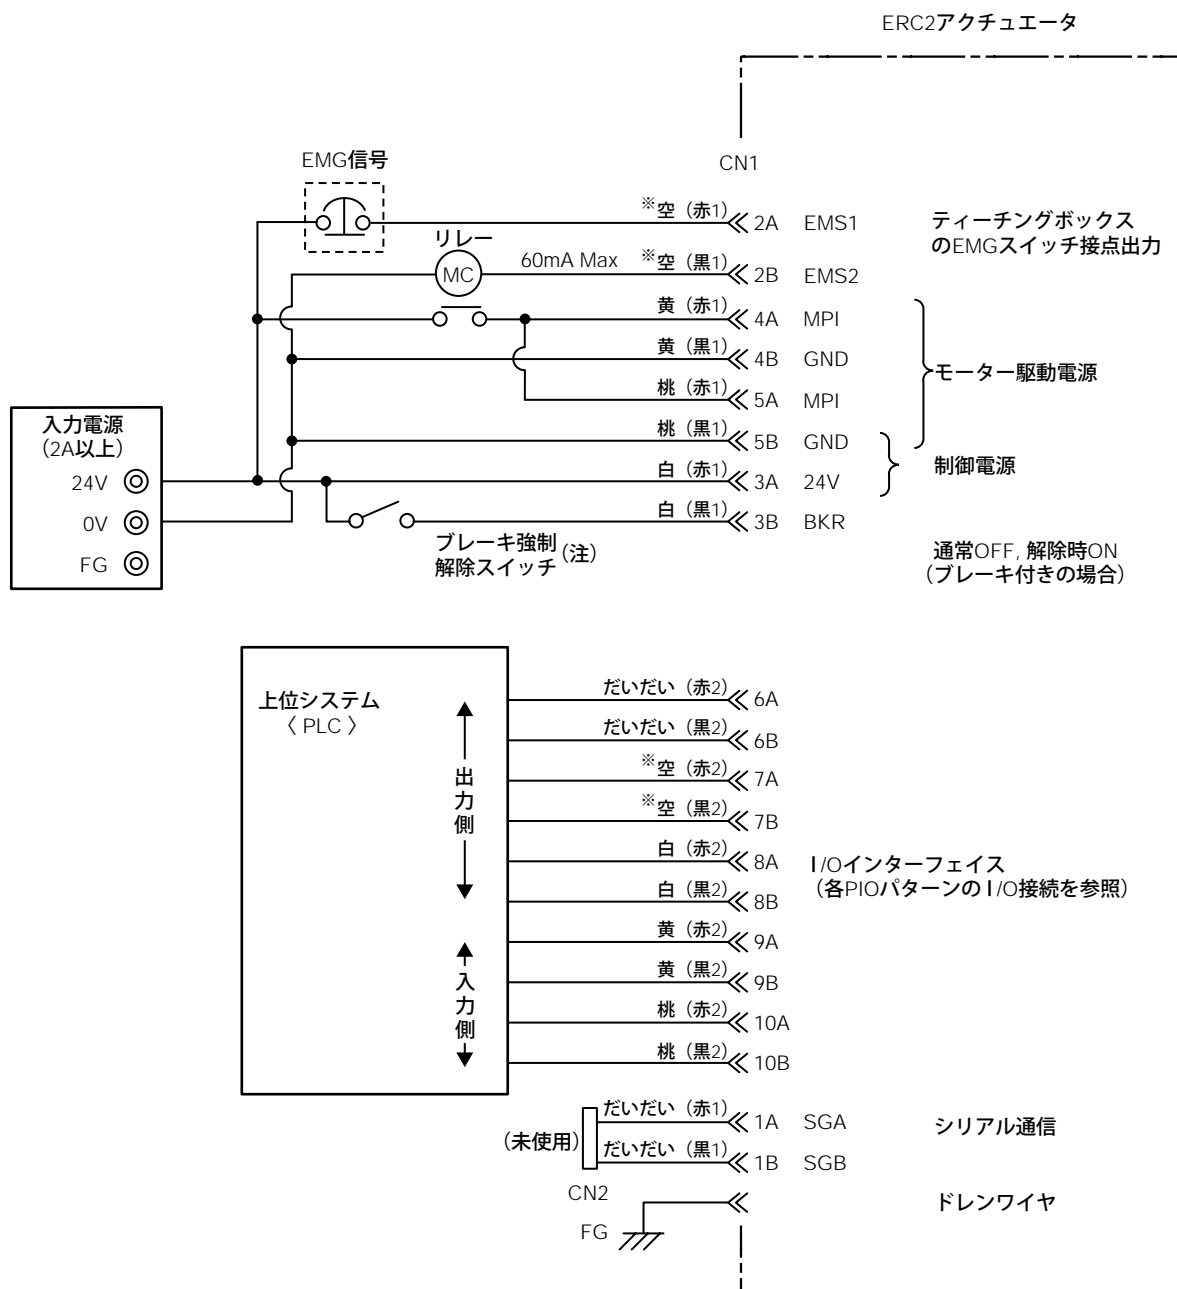 ERC2アクチュエータ
CN1
EMG信号
※空（赤1） 2A EMS1
ティーチングボックス
のEMGスイッチ接点出力
リレー
MC 60mA Max ※空（黒1） 2B EMS2
黄（赤1） 4A MPI
黄（黒1） 4B GND
モーター駆動電源
桃（赤1） 5A MPI
入力電源
（2A以上）
桃（黒1） 5B GND
制御電源
24V 白（赤1） 3A 24V
0V 白（黒1） 3B BKR
FG
ブレーキ強制
解除スイッチ（注）
通常OFF, 解除時ON
（ブレーキ付きの場合）
上位システム
〈 PLC 〉
出力側
入力側
だいだい（赤2） 6A
だいだい（黒2） 6B
※空（赤2） 7A
※空（黒2） 7B
白（赤2） 8A
白（黒2） 8B
I/Oインターフェイス
（各PIOパターンのI/O接続を参照）
黄（赤2） 9A
黄（黒2） 9B
桃（赤2） 10A
桃（黒2） 10B
だいだい（赤1） 1A SGA
シリアル通信
（未使用）
だいだい（黒1） 1B SGB
CN2
ドレンワイヤ
FG